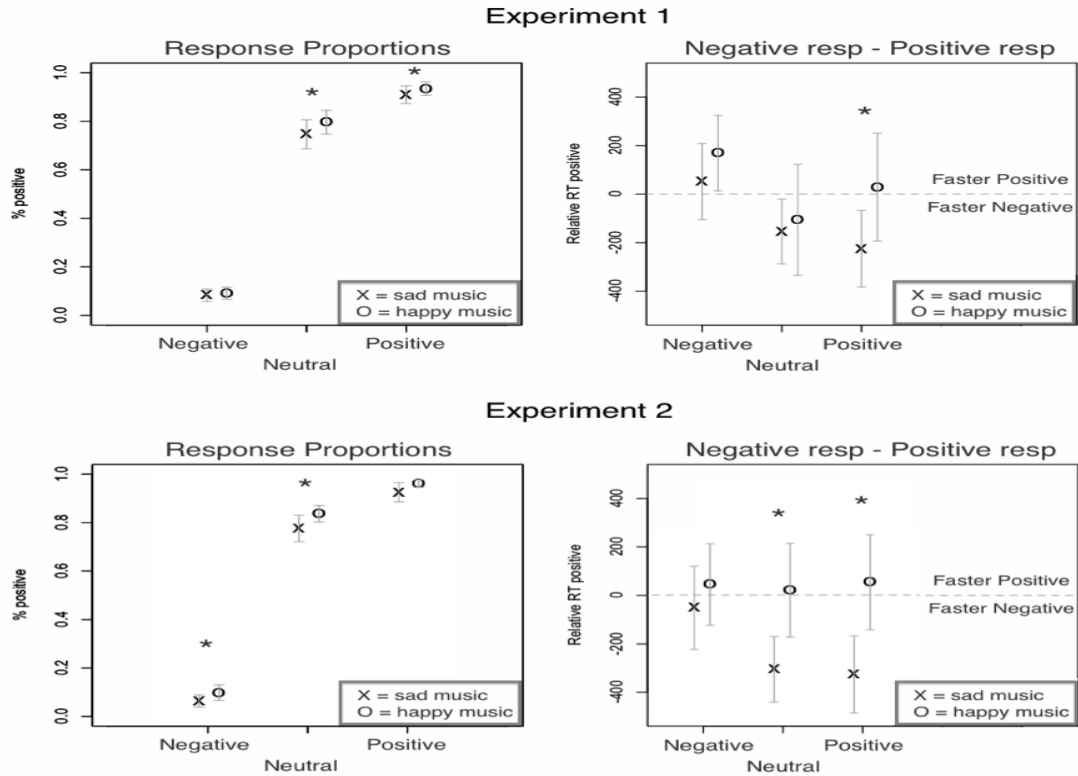 Experiment 1
Response Proportions
% positive
1.0
0.8
0.6
0.4
0.2
0.0
*
*
X = sad music
O = happy music
Negative
Neutral
Positive
Negative resp - Positive resp
Relative RT positive
400
200
0
-200
-400
*
Faster Positive
Faster Negative
X = sad music
O = happy music
Negative
Neutral
Positive
Experiment 2
Response Proportions
% positive
1.0
0.8
0.6
0.4
0.2
0.0
*
*
X = sad music
O = happy music
Negative
Neutral
Positive
Negative resp - Positive resp
Relative RT positive
400
200
0
-200
-400
*
*
Faster Positive
Faster Negative
X = sad music
O = happy music
Negative
Neutral
Positive